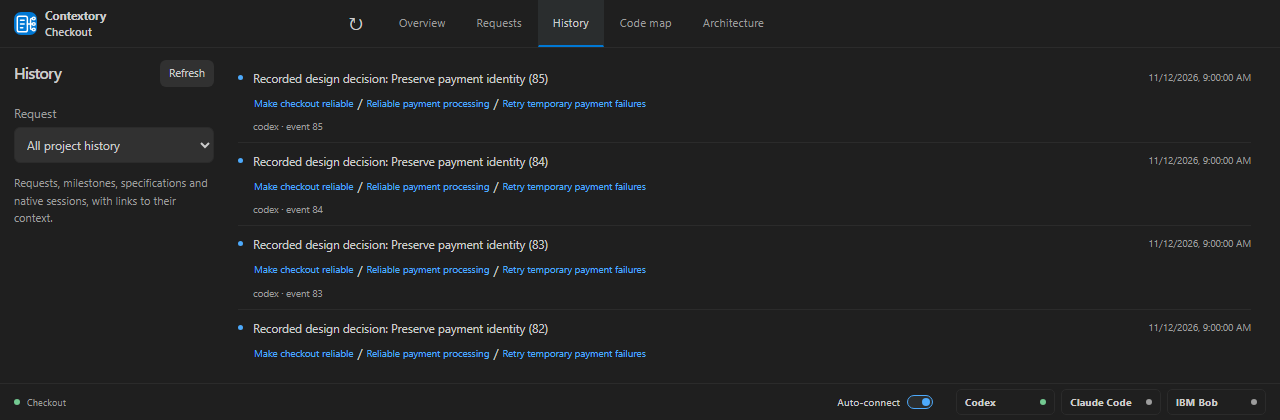 Contextory
Checkout
Overview
Requests
History
Code map
Architecture
History
Refresh
Request
All project history
Requests, milestones, specifications and
native sessions, with links to their
context.
Recorded design decision: Preserve payment identity (85)
11/12/2026, 9:00:00 AM
Make checkout reliable / Reliable payment processing / Retry temporary payment failures
codex · event 85
Recorded design decision: Preserve payment identity (84)
11/12/2026, 9:00:00 AM
Make checkout reliable / Reliable payment processing / Retry temporary payment failures
codex · event 84
Recorded design decision: Preserve payment identity (83)
11/12/2026, 9:00:00 AM
Make checkout reliable / Reliable payment processing / Retry temporary payment failures
codex · event 83
Recorded design decision: Preserve payment identity (82)
11/12/2026, 9:00:00 AM
Make checkout reliable / Reliable payment processing / Retry temporary payment failures
Checkout
Auto-connect
Codex
Claude Code
IBM Bob